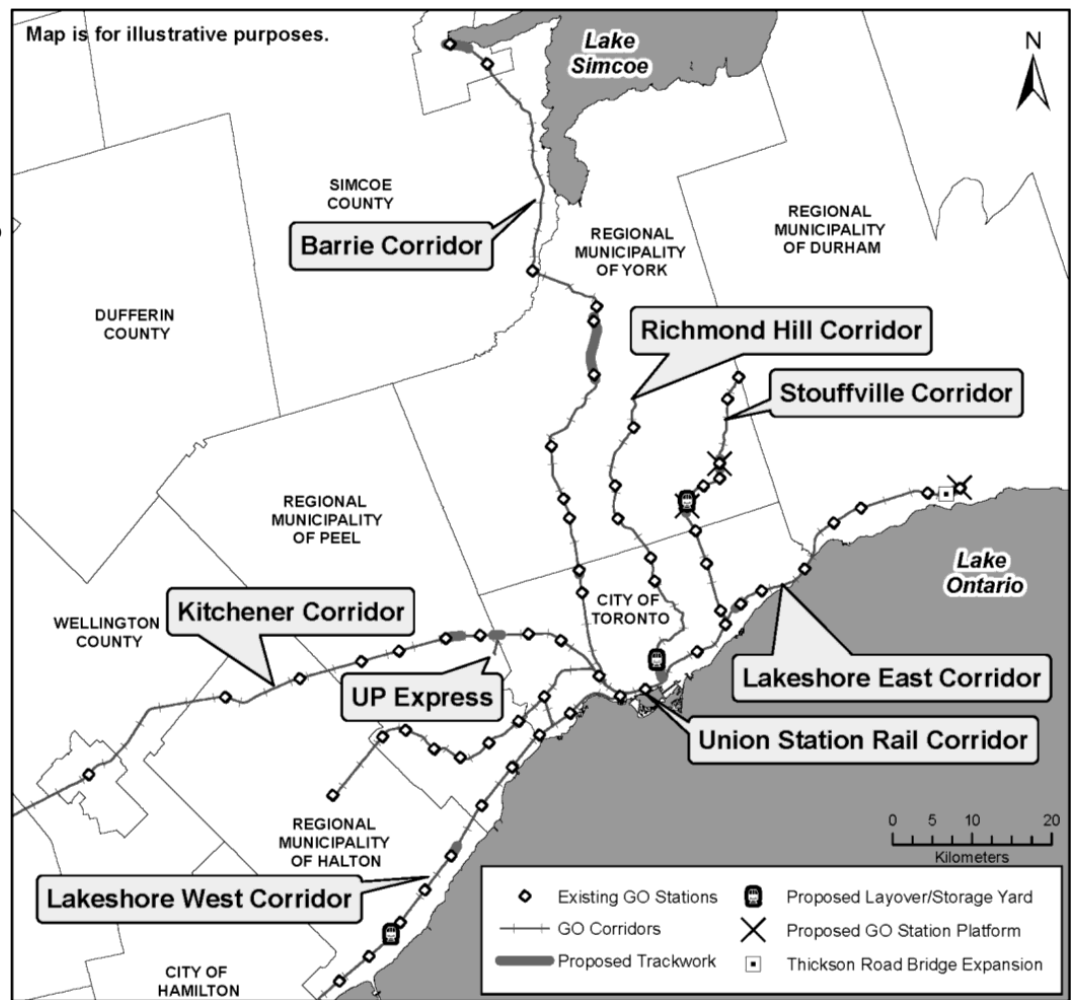 Map is for illustrative purposes.
Lake
Simcoe
N
SIMCOE
COUNTY
Barrie Corridor
REGIONAL
MUNICIPALITY
OF YORK
REGIONAL
MUNICIPALITY
OF DURHAM
DUFFERIN
COUNTY
Richmond Hill Corridor
Stouffville Corridor
REGIONAL
MUNICIPALITY
OF PEEL
Lake
Ontario
WELLINGTON
COUNTY
Kitchener Corridor
CITY OF
TORONTO
UP Express
Lakeshore East Corridor
Union Station Rail Corridor
REGIONAL
MUNICIPALITY
OF HALTON
Lakeshore West Corridor
CITY OF
HAMILTON
0 5 10 20
Kilometers
Existing GO Stations
GO Corridors
Proposed Trackwork
Proposed Layover/Storage Yard
Proposed GO Station Platform
Thickson Road Bridge Expansion